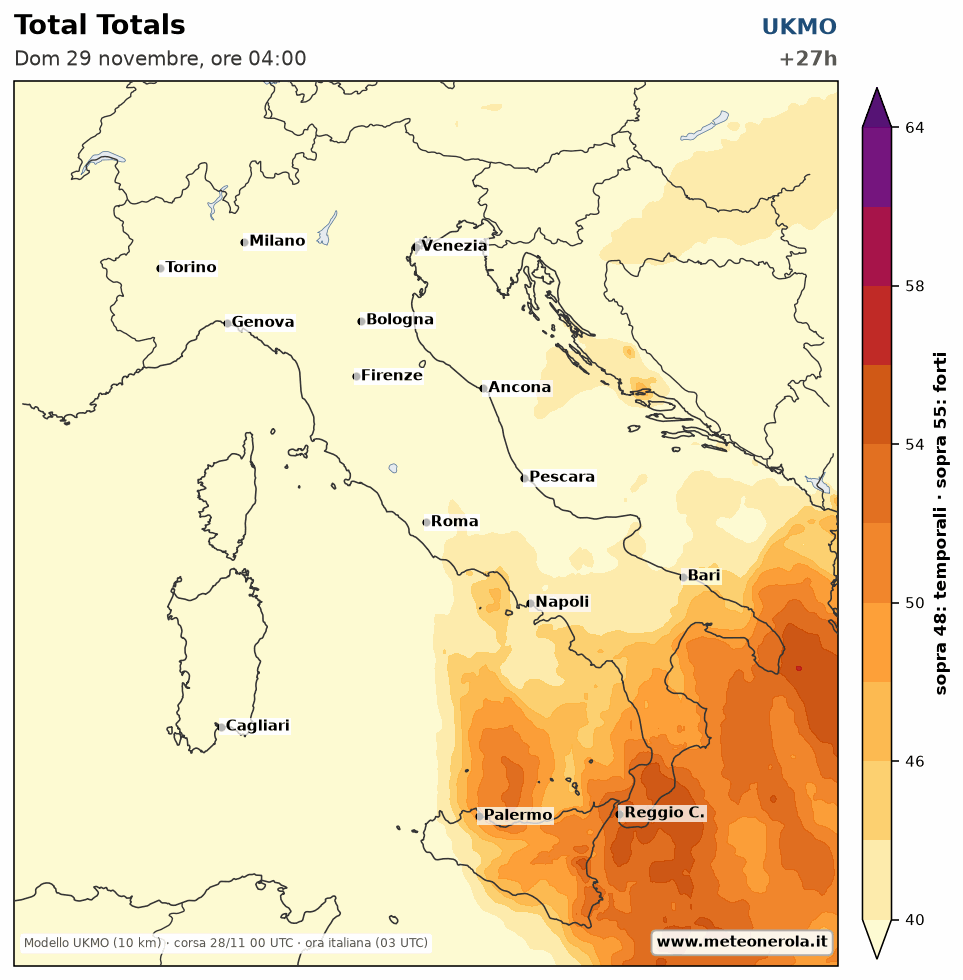 Total Totals
UKMO
Dom 29 novembre, ore 04:00
+27h
64
Milano
Venezia
Torino
58
Genova
Bologna
Firenze
Ancona
54
Pescara
Roma
Bari
50
Napoli
sopra 48: temporali · sopra 55: forti
Cagliari
46
Palermo
Reggio C.
40
Modello UKMO (10 km) · corsa 28/11 00 UTC · ora italiana (03 UTC)
www.meteonerola.it